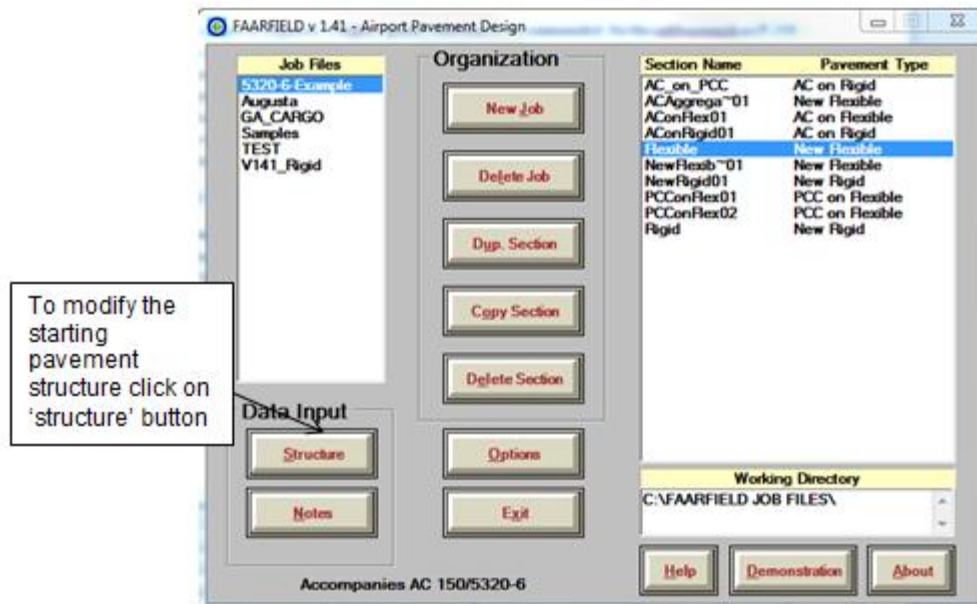 FAARFIELD v 1.41 - Airport Pavement Design
Job Files
5320-6-Example
Augusta
GA_CARGO
Samples
TEST
V141_Rigid
Organization
New Job
Delete Job
Dup. Section
Copy Section
Delete Section
Section Name Pavement Type
AC_on_PCC AC on Rigid
ACAggrega~01 New Flexible
AConFlex01 AC on Flexible
AConRigid01 AC on Rigid
Flexible New Flexible
NewFlexib~01 New Flexible
NewRigid01 New Rigid
PCConFlex01 PCC on Flexible
PCConFlex02 PCC on Flexible
Rigid New Rigid
To modify the
starting
pavement
structure click on
‘structure’ button
Data Input
Structure
Notes
Options
Exit
Working Directory
C:\FAARFIELD JOB FILES\
Help
Demonstration
About
Accompanies AC 150/5320-6